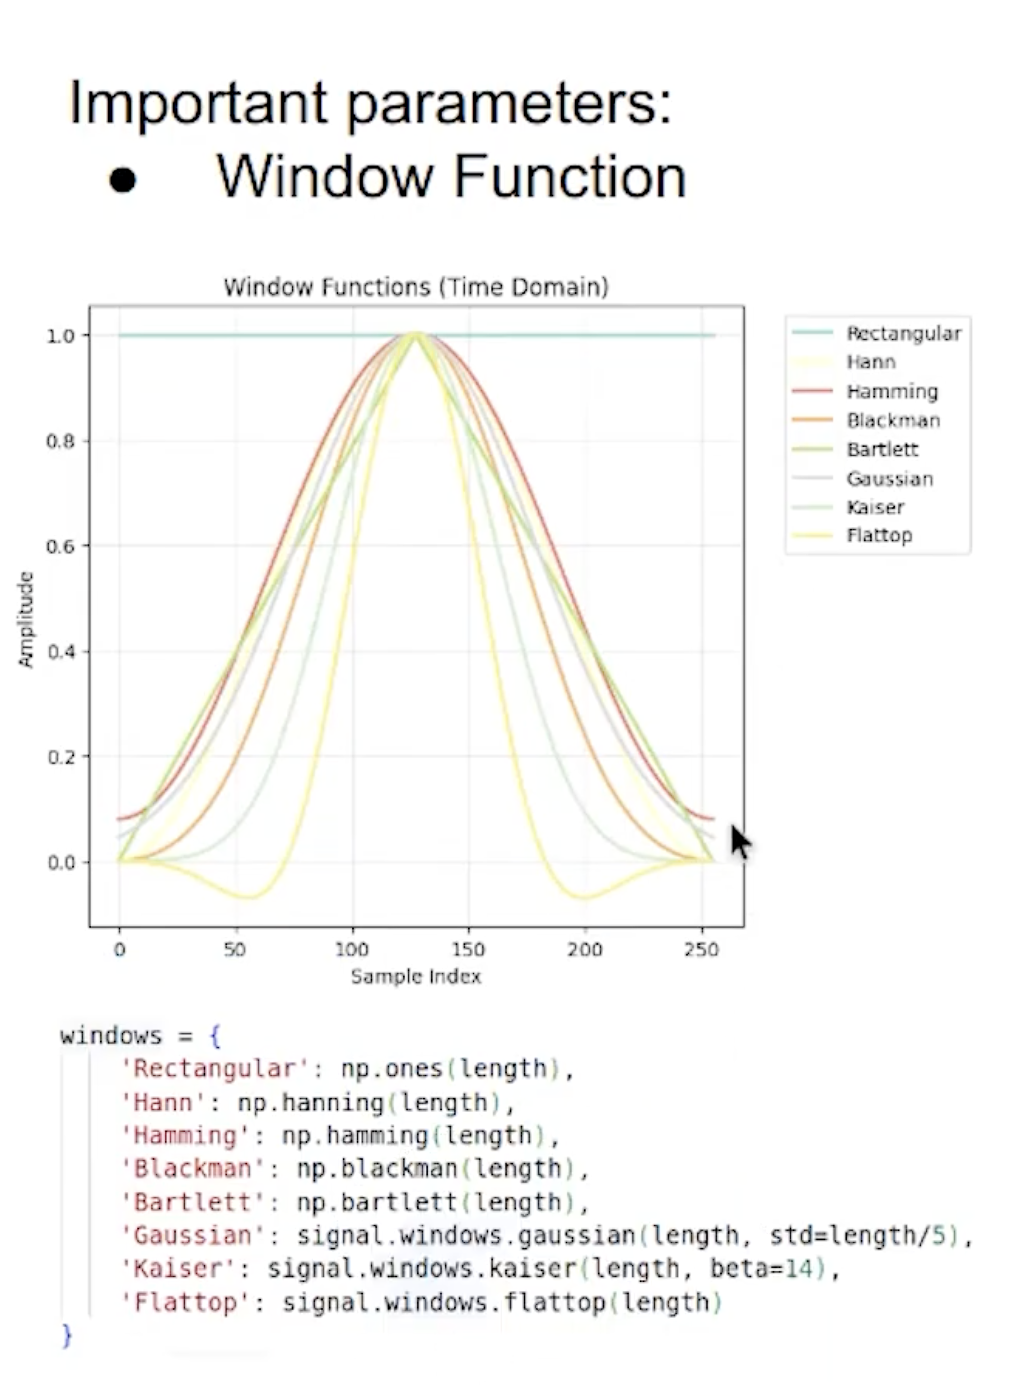 Important parameters:
● Window Function
Window Functions (Time Domain)
1.0
0.8
0.6
0.4
0.2
0.0
Amplitude
0 50 100 150 200 250
Sample Index
Rectangular
Hann
Hamming
Blackman
Bartlett
Gaussian
Kaiser
Flattop
windows = {
'Rectangular': np.ones(length),
'Hann': np.hanning(length),
'Hamming': np.hamming(length),
'Blackman': np.blackman(length),
'Bartlett': np.bartlett(length),
'Gaussian': signal.windows.gaussian(length, std=length/5),
'Kaiser': signal.windows.kaiser(length, beta=14),
'Flattop': signal.windows.flattop(length)
}